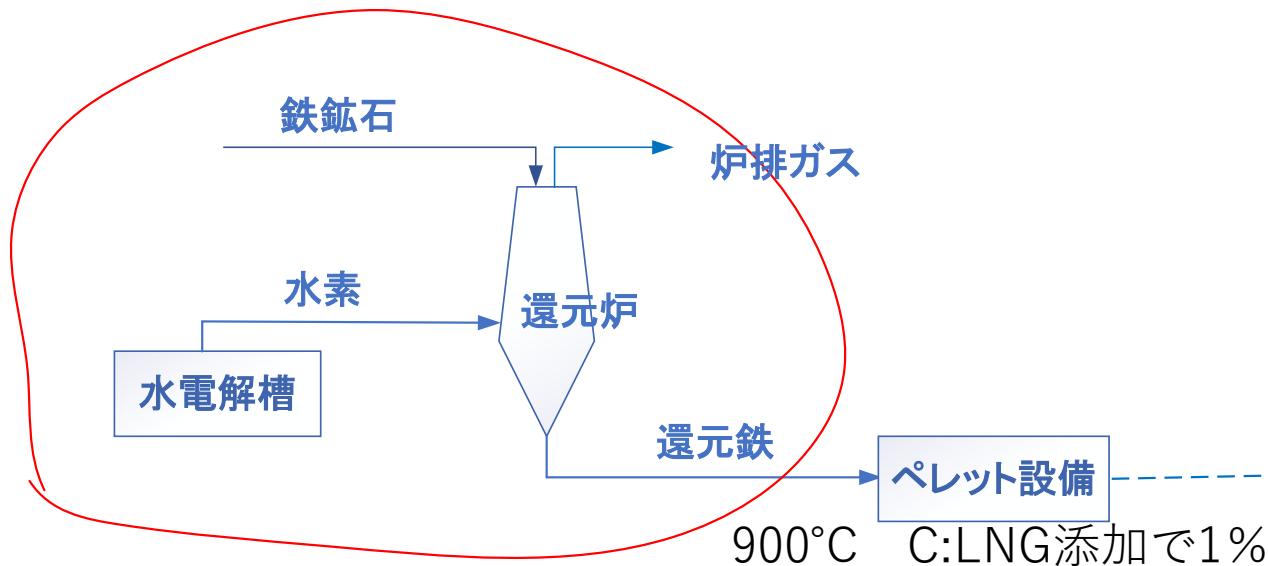 鉄鉱石
炉排ガス
水素
還元炉
水電解槽
還元鉄
ペレット設備
900°C C:LNG添加で1%